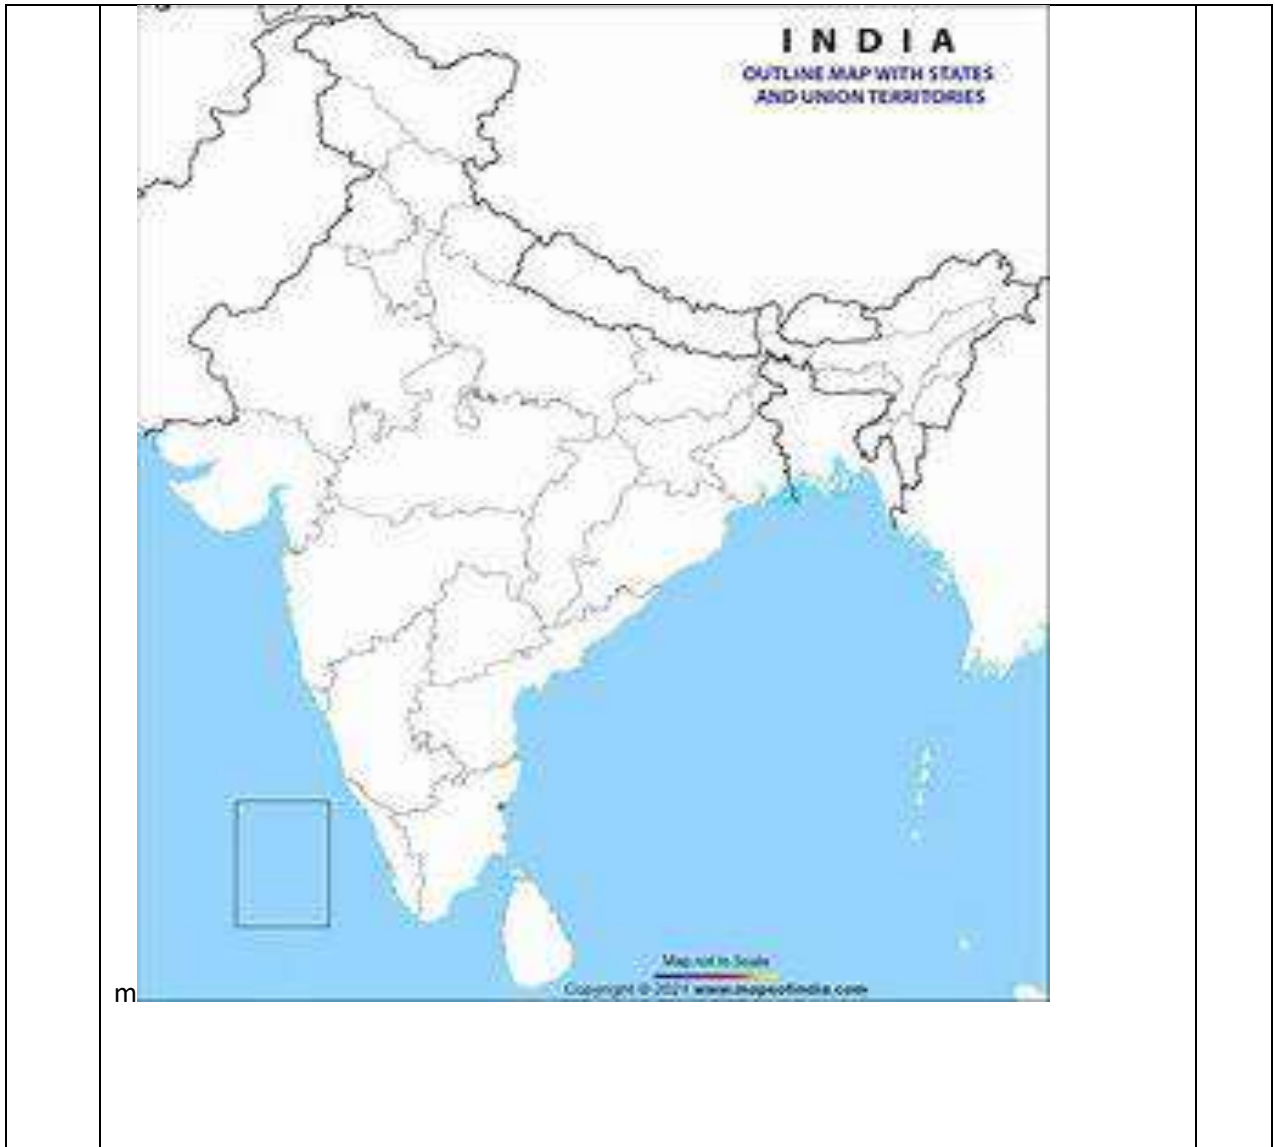 INDIA
OUTLINE MAP WITH STATES
AND UNION TERRITORIES
Map not to Scale
Copyright © 2021 www.mapsofindia.com
m